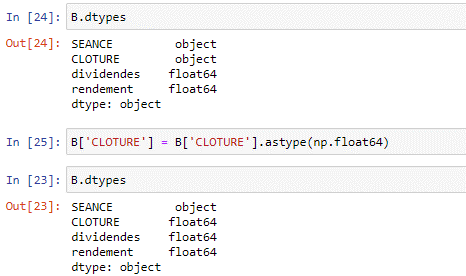 In [24]: B.dtypes
Out[24]: SEANCE         object
CLOTURE        object
dividendes    float64
rendement     float64
dtype: object
In [25]: B['CLOTURE'] = B['CLOTURE'].astype(np.float64)
In [23]: B.dtypes
Out[23]: SEANCE         object
CLOTURE       float64
dividendes    float64
rendement     float64
dtype: object